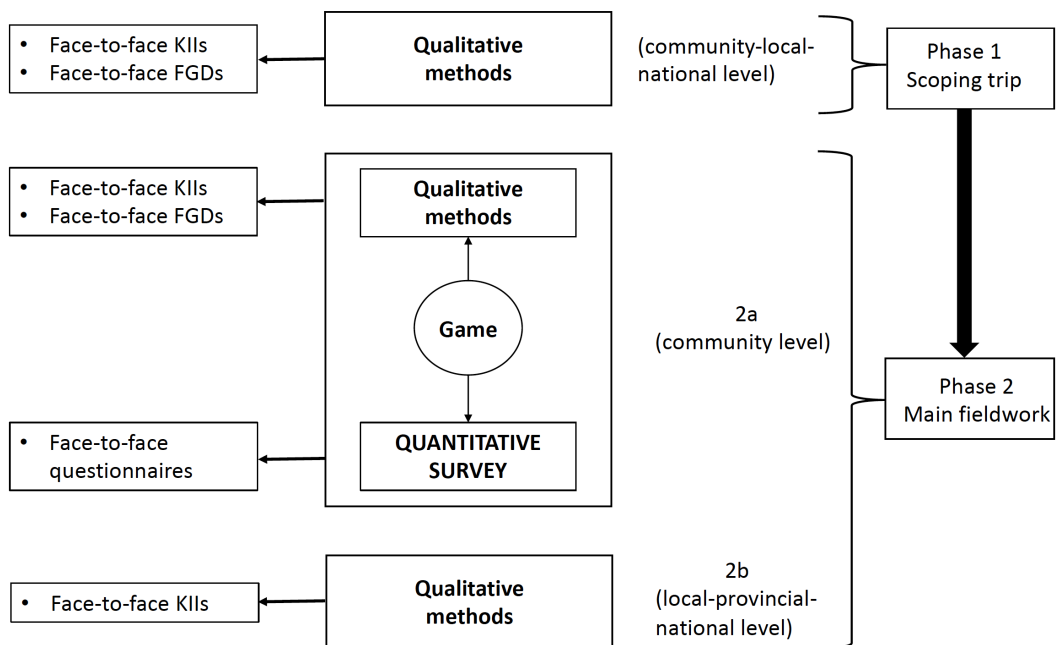 • Face-to-face KIIs
• Face-to-face FGDs
Qualitative
methods
(community-local-
national level)
Phase 1
Scoping trip
• Face-to-face KIIs
• Face-to-face FGDs
Qualitative
methods
Game
2a
(community level)
Phase 2
Main fieldwork
• Face-to-face
questionnaires
QUANTITATIVE
SURVEY
• Face-to-face KIIs
Qualitative
methods
2b
(local-provincial-
national level)